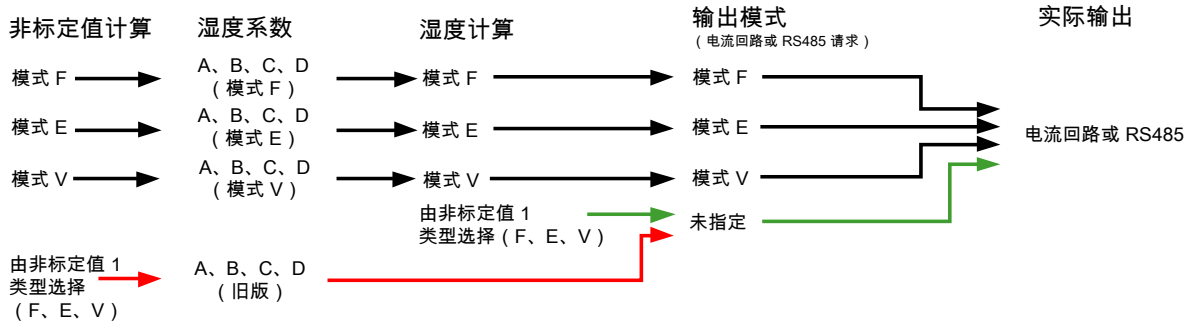 非标定值计算
湿度系数
湿度计算
输出模式
（电流回路或 RS485 请求）
实际输出
模式 F
A、B、C、D
（模式 F）
模式 F
模式 F
模式 E
A、B、C、D
（模式 E）
模式 E
模式 E
电流回路或 RS485
模式 V
A、B、C、D
（模式 V）
模式 V
模式 V
由非标定值 1
类型选择（F、E、V）
未指定
由非标定值 1
类型选择
（F、E、V）
A、B、C、D
（旧版）